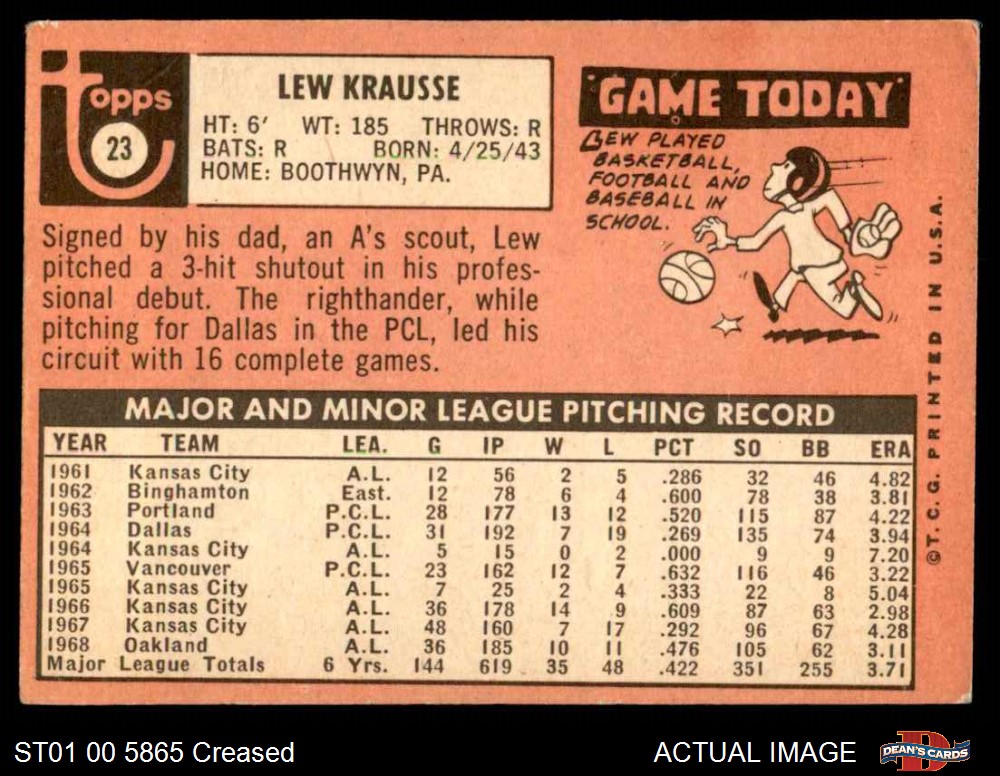 topps
23
LEW KRAUSSE
HT: 6' WT: 185 THROWS: R
BATS: R BORN: 4/25/43
HOME: BOOTHWYN, PA.
Signed by his dad, an A's scout, Lew
pitched a 3-hit shutout in his profes-
sional debut. The righthander, while
pitching for Dallas in the PCL, led his
circuit with 16 complete games.
"GAME TODAY"
LEW PLAYED
BASKETBALL,
FOOTBALL AND
BASEBALL IN
SCHOOL.
©T.C.G. PRINTED IN U.S.A.
MAJOR AND MINOR LEAGUE PITCHING RECORD
YEAR TEAM LEA. G IP W L PCT SO BB ERA
1961 Kansas City A.L. 12 56 2 5 .286 32 46 4.82
1962 Binghamton East. 12 78 6 4 .600 78 38 3.81
1963 Portland P.C.L. 28 177 13 12 .520 115 87 4.22
1964 Dallas P.C.L. 31 192 7 19 .269 135 74 3.94
1964 Kansas City A.L. 5 15 0 2 .000 9 9 7.20
1965 Vancouver P.C.L. 23 162 12 7 .632 116 46 3.22
1965 Kansas City A.L. 7 25 2 4 .333 22 8 5.04
1966 Kansas City A.L. 36 178 14 9 .609 87 63 2.98
1967 Kansas City A.L. 48 160 7 17 .292 96 67 4.28
1968 Oakland A.L. 36 185 10 11 .476 105 62 3.11
Major League Totals 6 Yrs. 144 619 35 48 .422 351 255 3.71
ST01 00 5865 Creased
ACTUAL IMAGE
DEAN'S CARDS